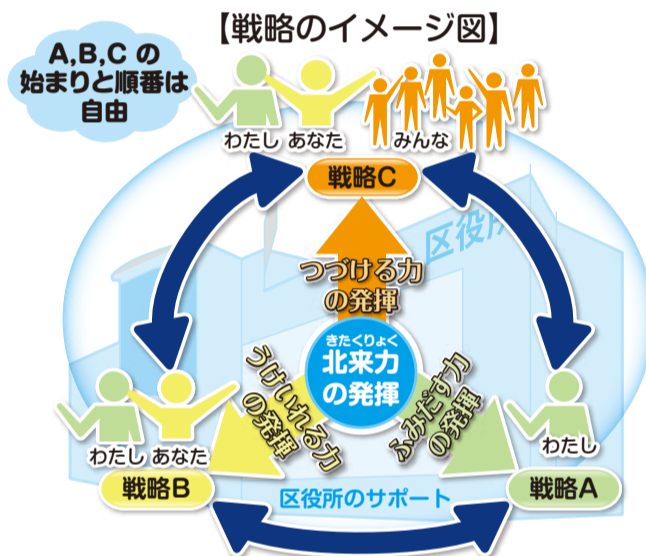 【戦略のイメージ図】
A,B,C の
始まりと順番は
自由
わたし あなた みんな
戦略C
区役所
つづける力
の発揮
きたくりょく
北来力
の発揮
うけいれる力
の発揮
ふみだす力
の発揮
わたし あなた
戦略B
わたし
戦略A
区役所のサポート